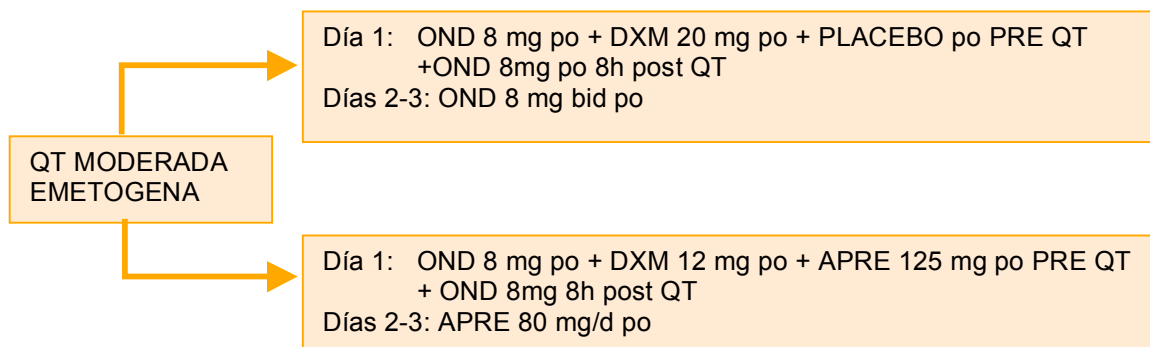 Día 1: OND 8 mg po + DXM 20 mg po + PLACEBO po PRE QT
+OND 8mg po 8h post QT
Días 2-3: OND 8 mg bid po
QT MODERADA
EMETOGENA
Día 1: OND 8 mg po + DXM 12 mg po + APRE 125 mg po PRE QT
+ OND 8mg 8h post QT
Días 2-3: APRE 80 mg/d po